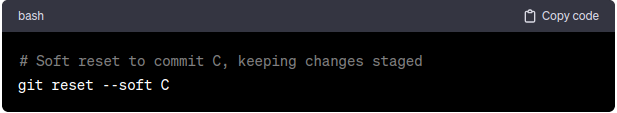 bash
Copy code
# Soft reset to commit C, keeping changes staged
git reset --soft C